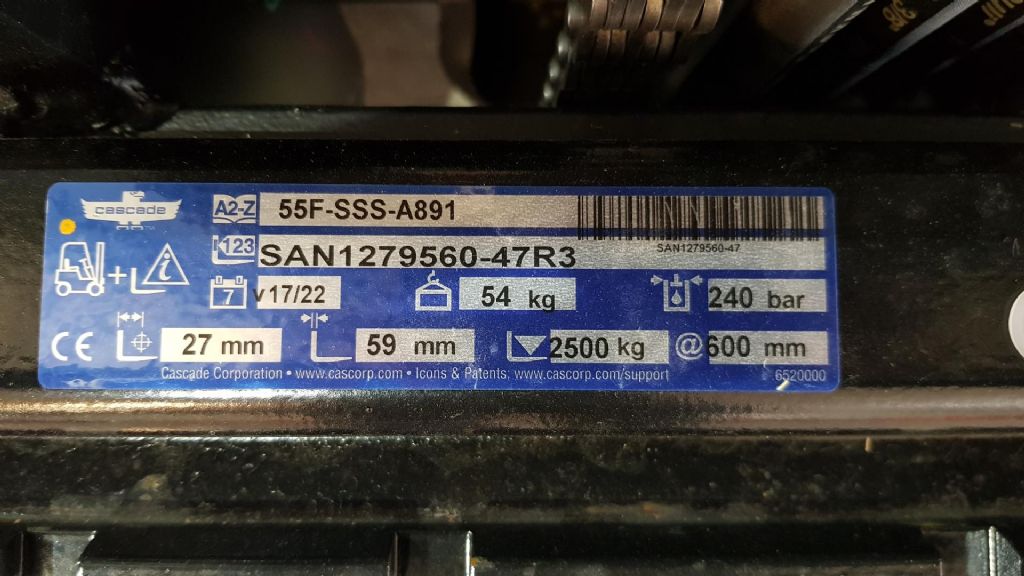 cascade
A2-Z 55F-SSS-A891
123 SAN1279560-47R3
SAN1279560-47
7 v17/22 54 kg 240 bar
CE 27 mm 59 mm 2500 kg @ 600 mm
Cascade Corporation • www.cascorp.com • Icons & Patents: www.cascorp.com/support 6520000